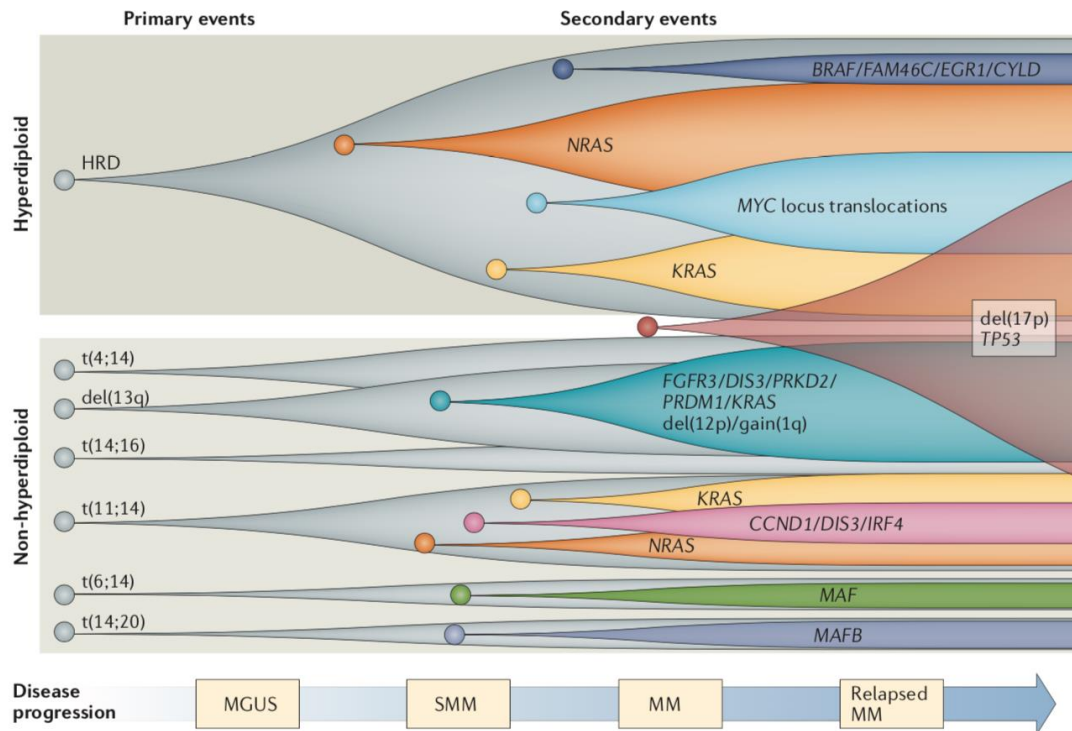 Primary events
Secondary events
Hyperdiploid
HRD
BRAF/FAM46C/EGR1/CYLD
NRAS
MYC locus translocations
KRAS
del(17p)
TP53
Non-hyperdiploid
t(4;14)
del(13q)
t(14;16)
t(11;14)
t(6;14)
t(14;20)
FGFR3/DIS3/PRKD2/
PRDM1/KRAS
del(12p)/gain(1q)
KRAS
CCND1/DIS3/IRF4
NRAS
MAF
MAFB
Disease
progression
MGUS
SMM
MM
Relapsed
MM